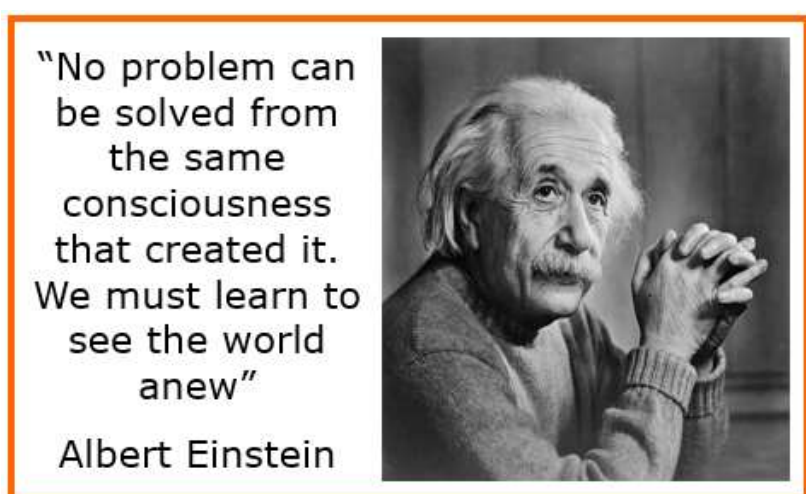 “No problem can
be solved from
the same
consciousness
that created it.
We must learn to
see the world
anew”
Albert Einstein